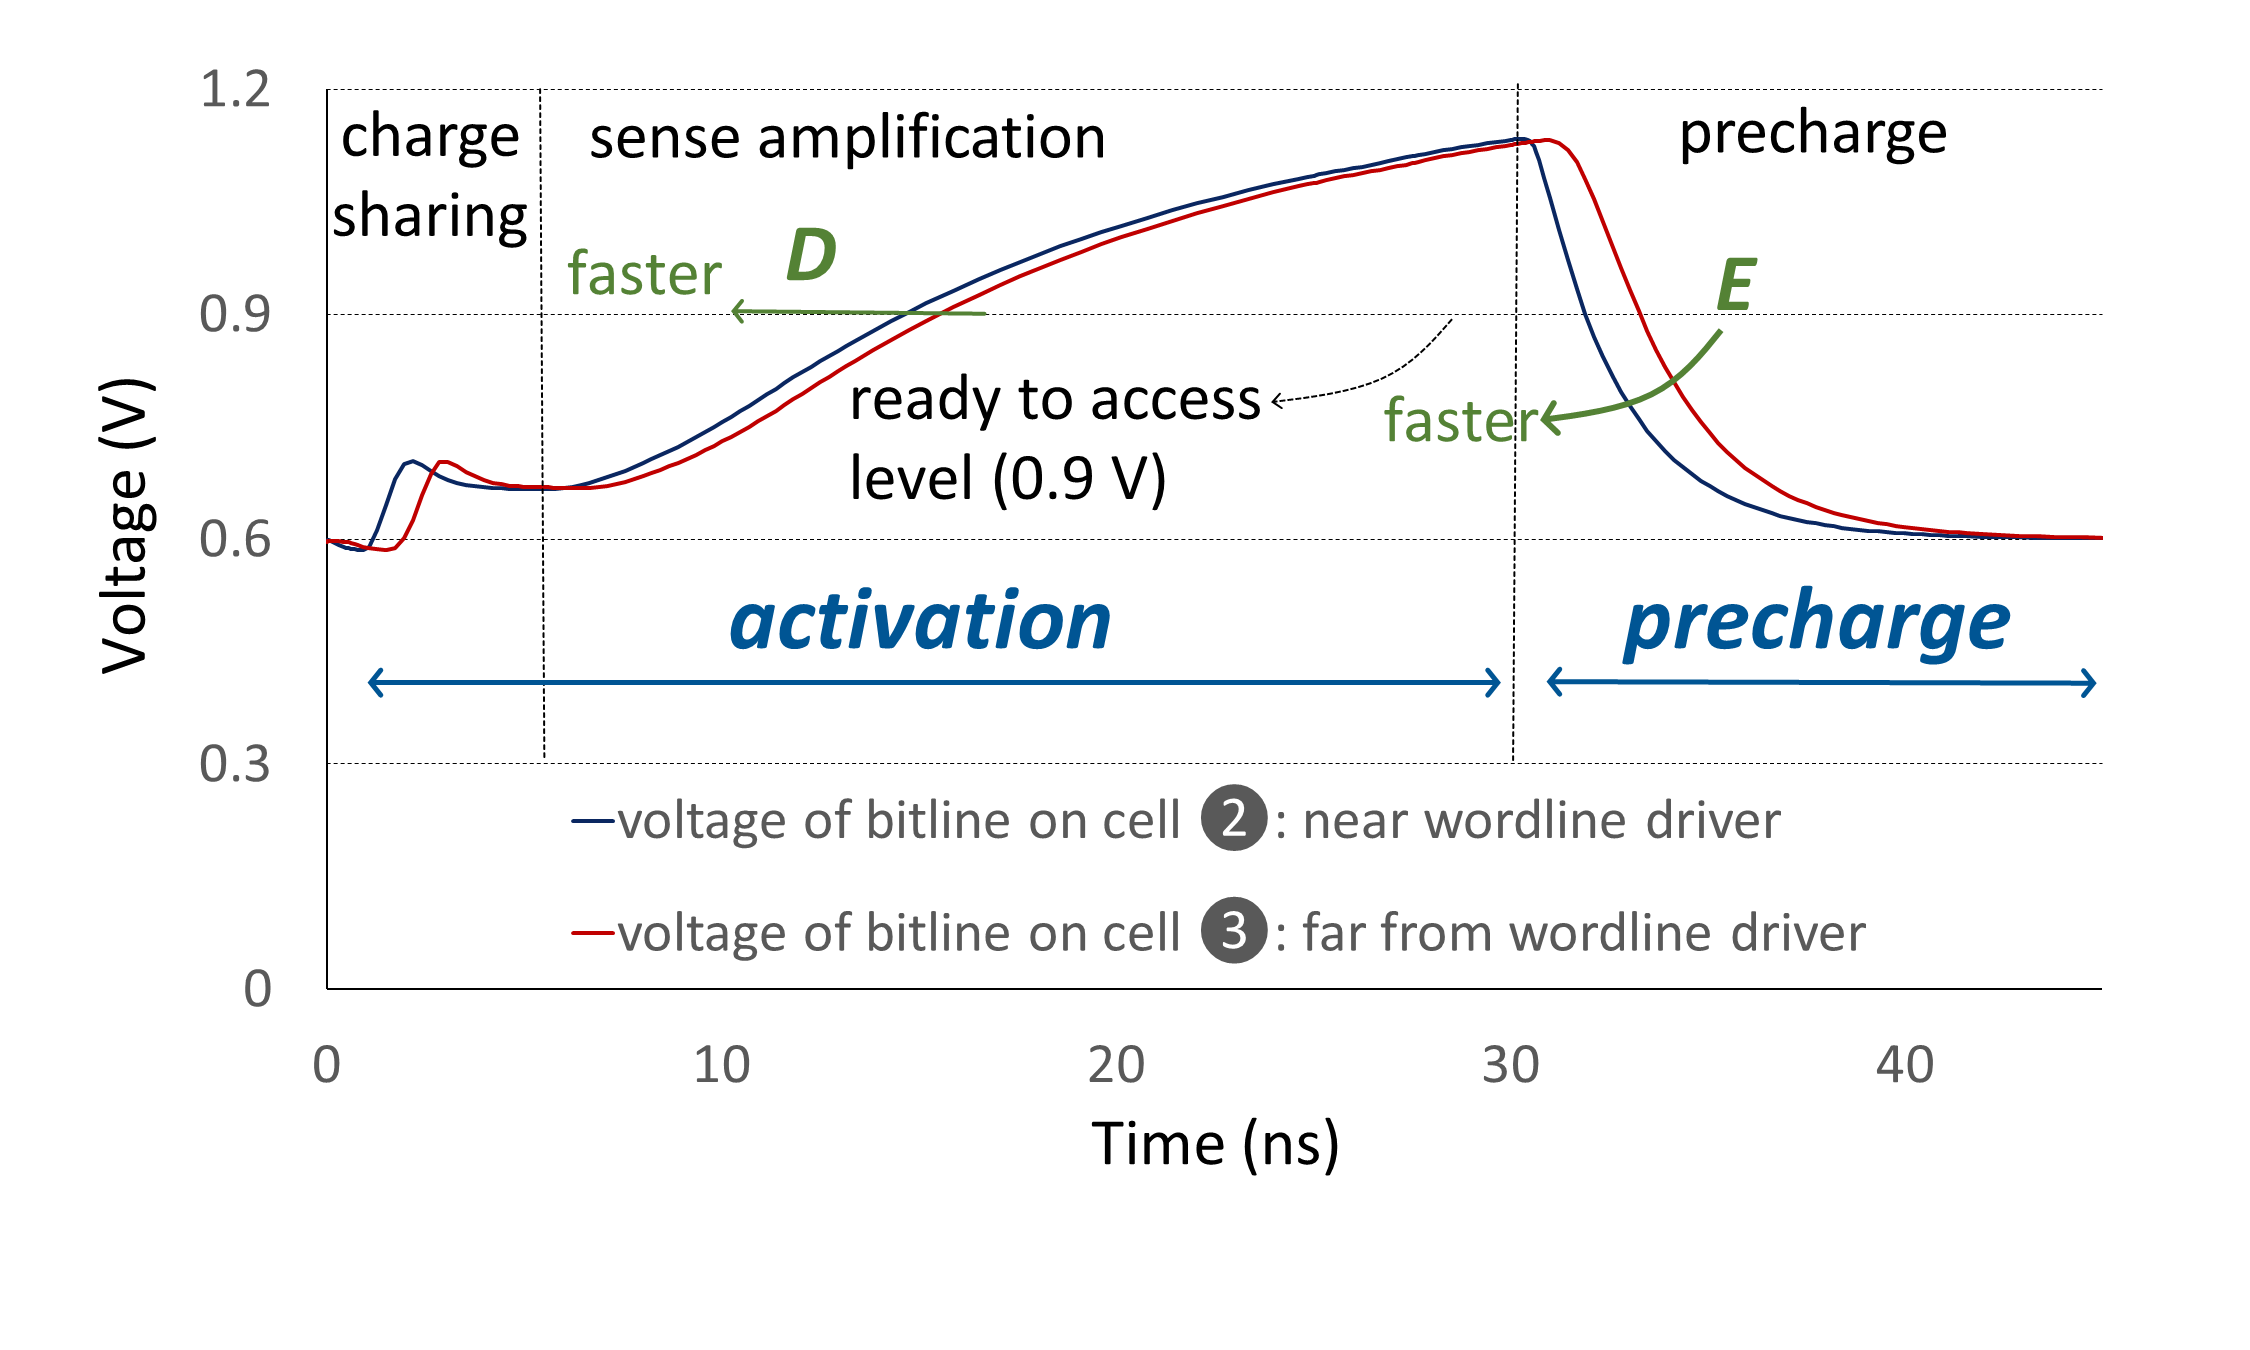 1.2
charge
sharing
sense amplification
precharge
faster
D
E
0.9
ready to access
level (0.9 V)
faster
Voltage (V)
0.6
activation
precharge
0.3
voltage of bitline on cell 2: near wordline driver
voltage of bitline on cell 3: far from wordline driver
0
0 10 20 30 40
Time (ns)